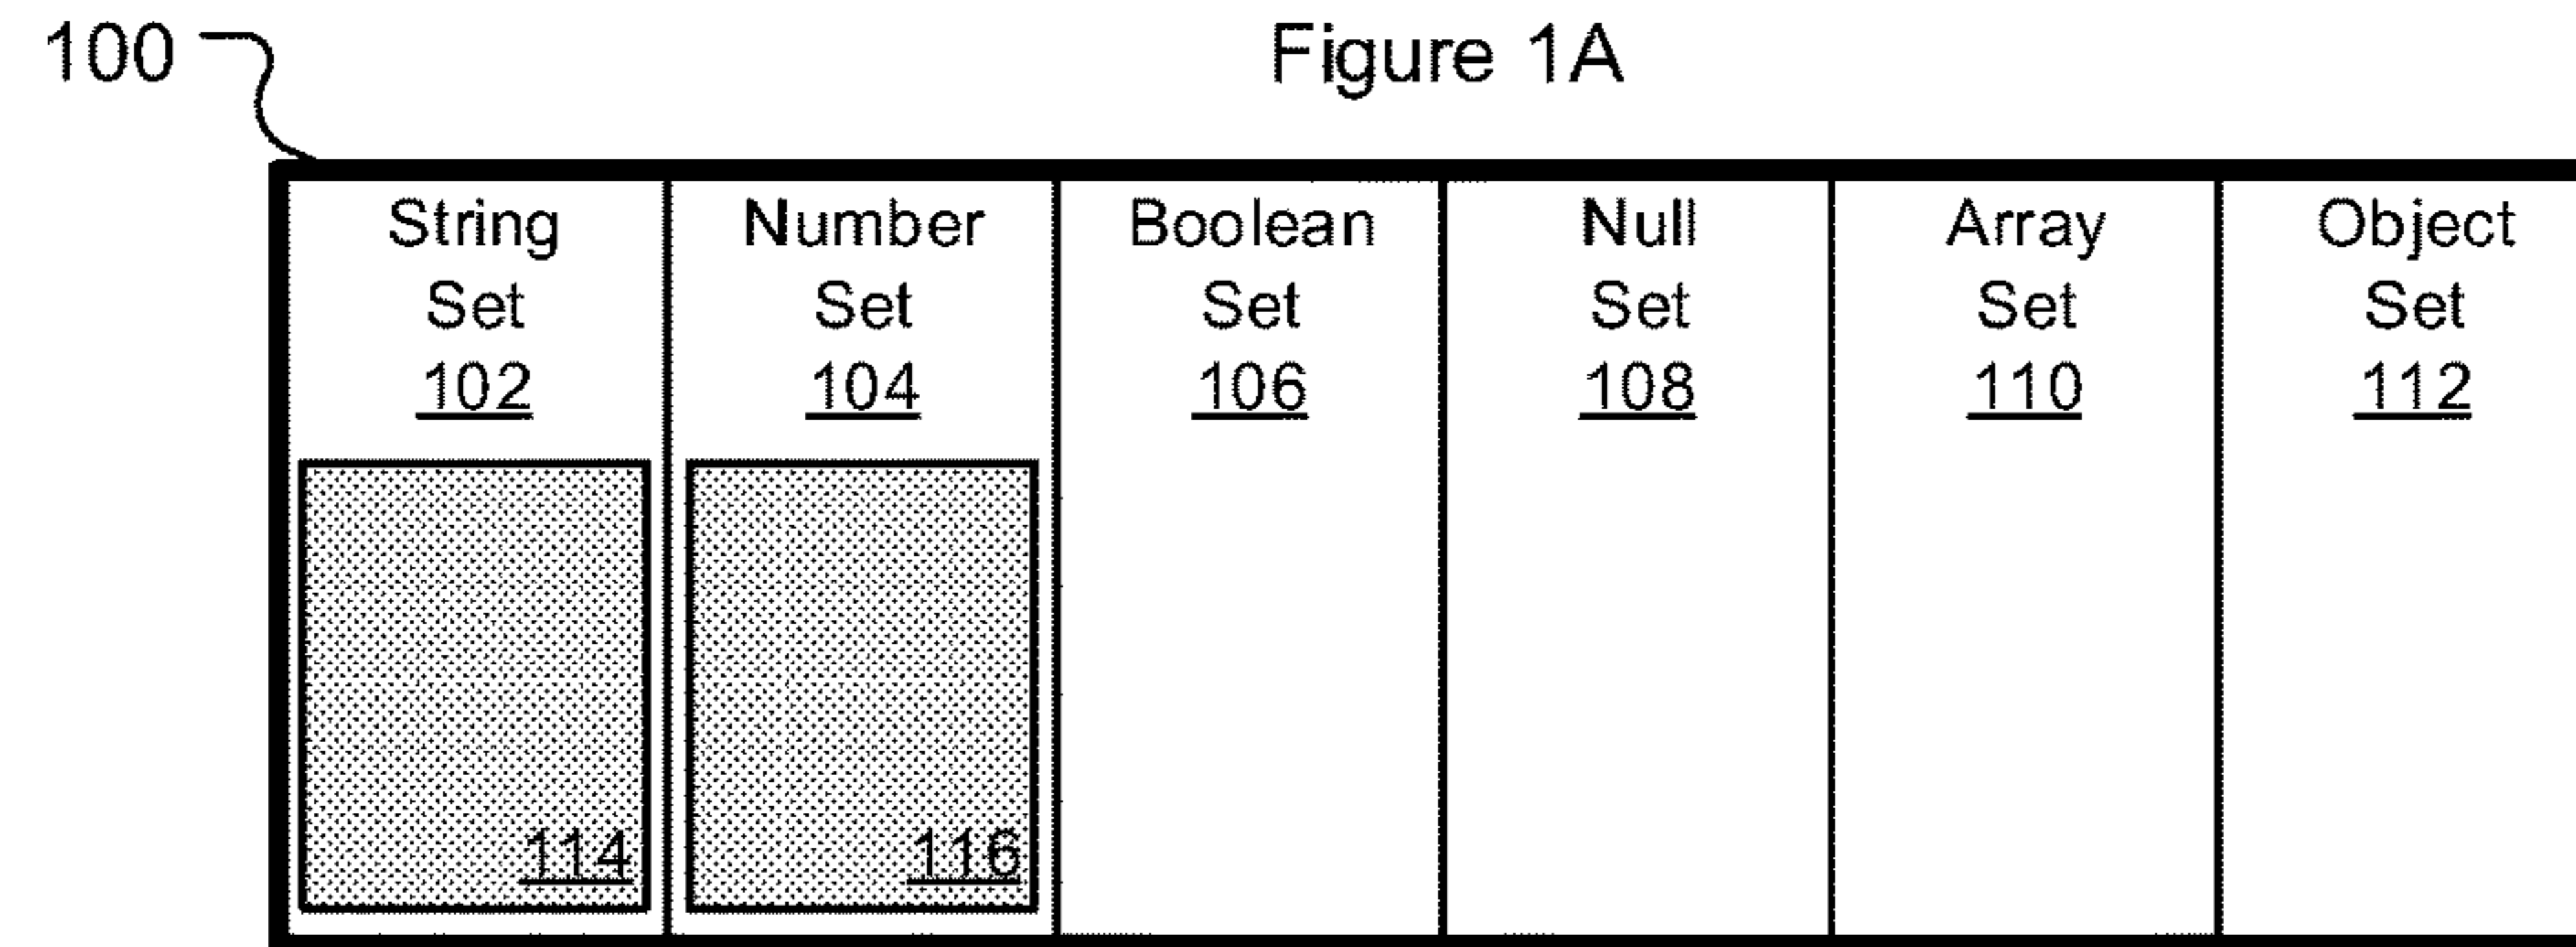 100
Figure 1A
String Set 102
Number Set 104
Boolean Set 106
Null Set 108
Array Set 110
Object Set 112
114
116